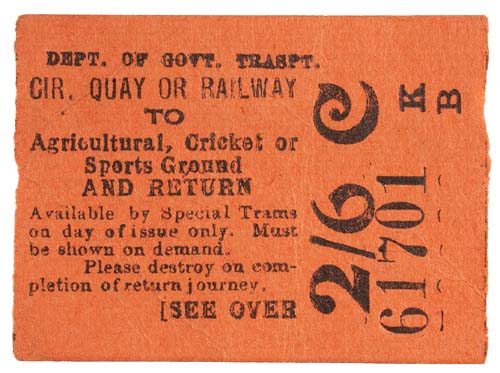 DEPT. OF GOVT. TRASPT.
CIR. QUAY OR RAILWAY
TO
Agricultural, Cricket or
Sports Ground
AND RETURN
Available by Special Trams
on day of issue only. Must
be shown on demand.
Please destroy on com-
pletion of return journey.
[SEE OVER
2/6 C
61701 K
B